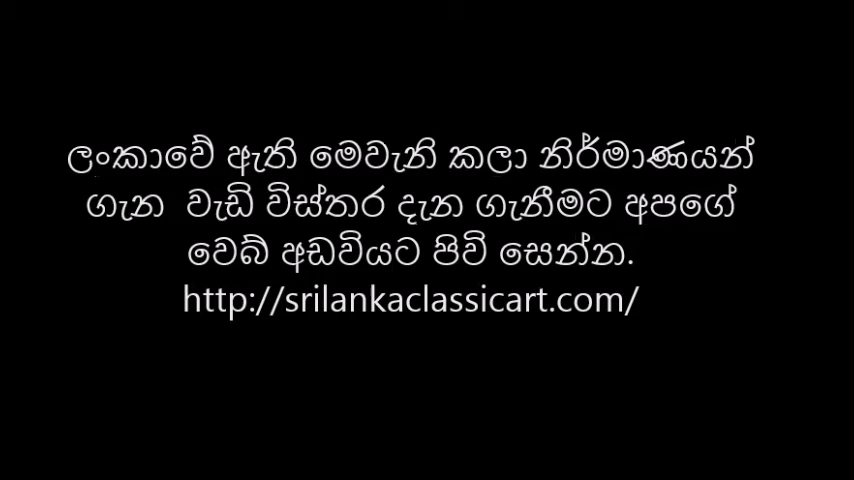 ලංකාවේ ඇති මෙවැනි කලා නිර්මාණයන්
ගැන වැඩි විස්තර දැන ගැනීමට අපගේ
වෙබ් අඩවියට පිවි සෙන්න.
http://srilankaclassicart.com/